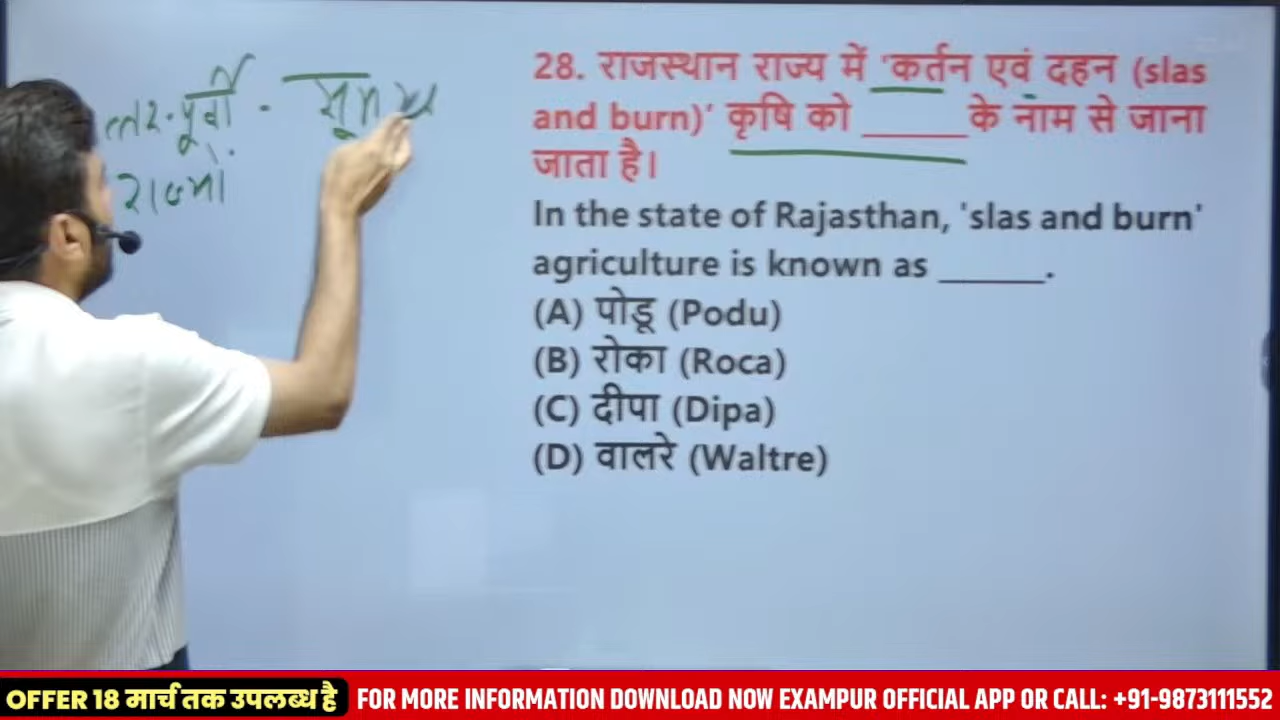 28. राजस्थान राज्य में 'कर्तन एवं दहन (slas
and burn)' कृषि को ______ के नाम से जाना
जाता है।
In the state of Rajasthan, 'slas and burn'
agriculture is known as ______.
(A) पोडू (Podu)
(B) रोका (Roca)
(C) दीपा (Dipa)
(D) वालरे (Waltre)
पूर्वी -
राज्यों
OFFER 18 मार्च तक उपलब्ध है
FOR MORE INFORMATION DOWNLOAD NOW EXAMPUR OFFICIAL APP OR CALL: +91-9873111552